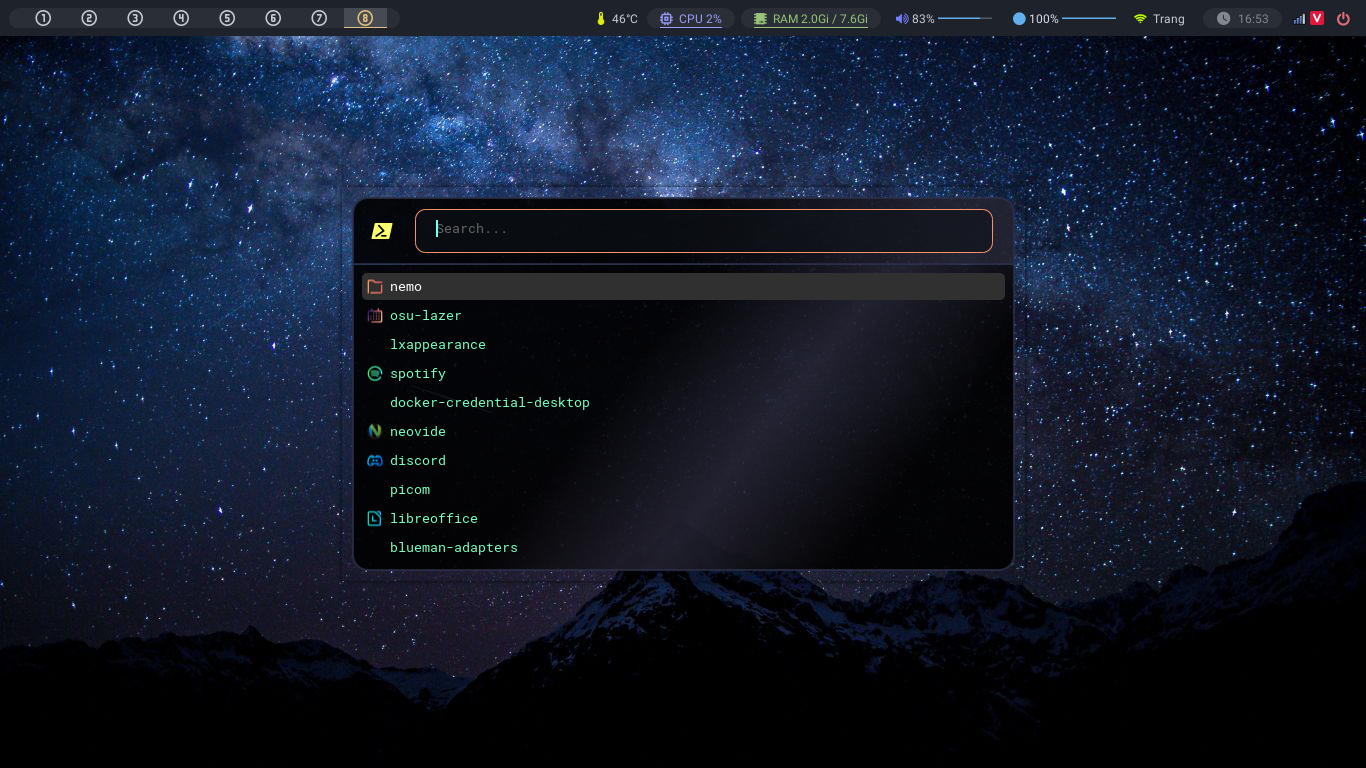 1 2 3 4 5 6 7 8 46°C CPU 2% RAM 2.0Gi / 7.6Gi 83% 100% Trang 16:53 V
Search...
nemo
osu-lazer
lxappearance
spotify
docker-credential-desktop
neovide
discord
picom
libreoffice
blueman-adapters